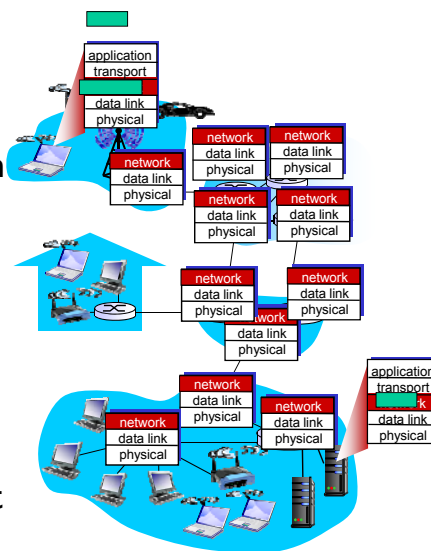 application
transport
data link
physical
network
data link
physical
network
data link
physical
network
data link
physical
network
data link
physical
network
data link
physical
network
data link
physical
network
data link
physical
network
data link
physical
network
data link
physical
network
data link
physical
network
data link
physical
application
transport
data link
physical